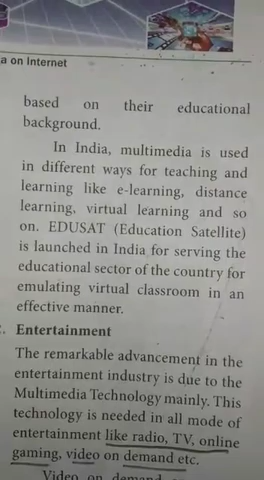 a on Internet
based on their educational
background.
In India, multimedia is used
in different ways for teaching and
learning like e-learning, distance
learning, virtual learning and so
on. EDUSAT (Education Satellite)
is launched in India for serving the
educational sector of the country for
emulating virtual classroom in an
effective manner.
. Entertainment
The remarkable advancement in the
entertainment industry is due to the
Multimedia Technology mainly. This
technology is needed in all mode of
entertainment like radio, TV, online
gaming, video on demand etc.
Video on demand